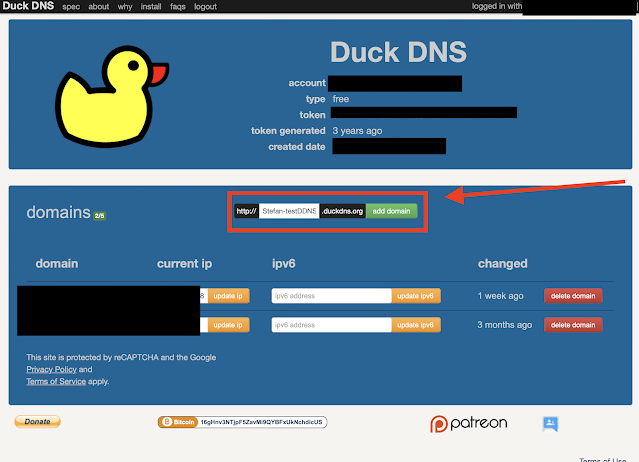 Duck DNS spec about why install faqs logout logged in with
Duck DNS
account
type free
token
token generated 3 years ago
created date
domains 2/5
http:// Stefan-testDDNS .duckdns.org add domain
domain current ip ipv6 changed
8 update ip ipv6 address update ipv6 1 week ago delete domain
update ip ipv6 address update ipv6 3 months ago delete domain
This site is protected by reCAPTCHA and the Google
Privacy Policy and
Terms of Service apply.
Donate Bitcoin 16gHnv3NTjpF5ZavMi9QYBFxUkNchdicUS patreon
Terms of Use